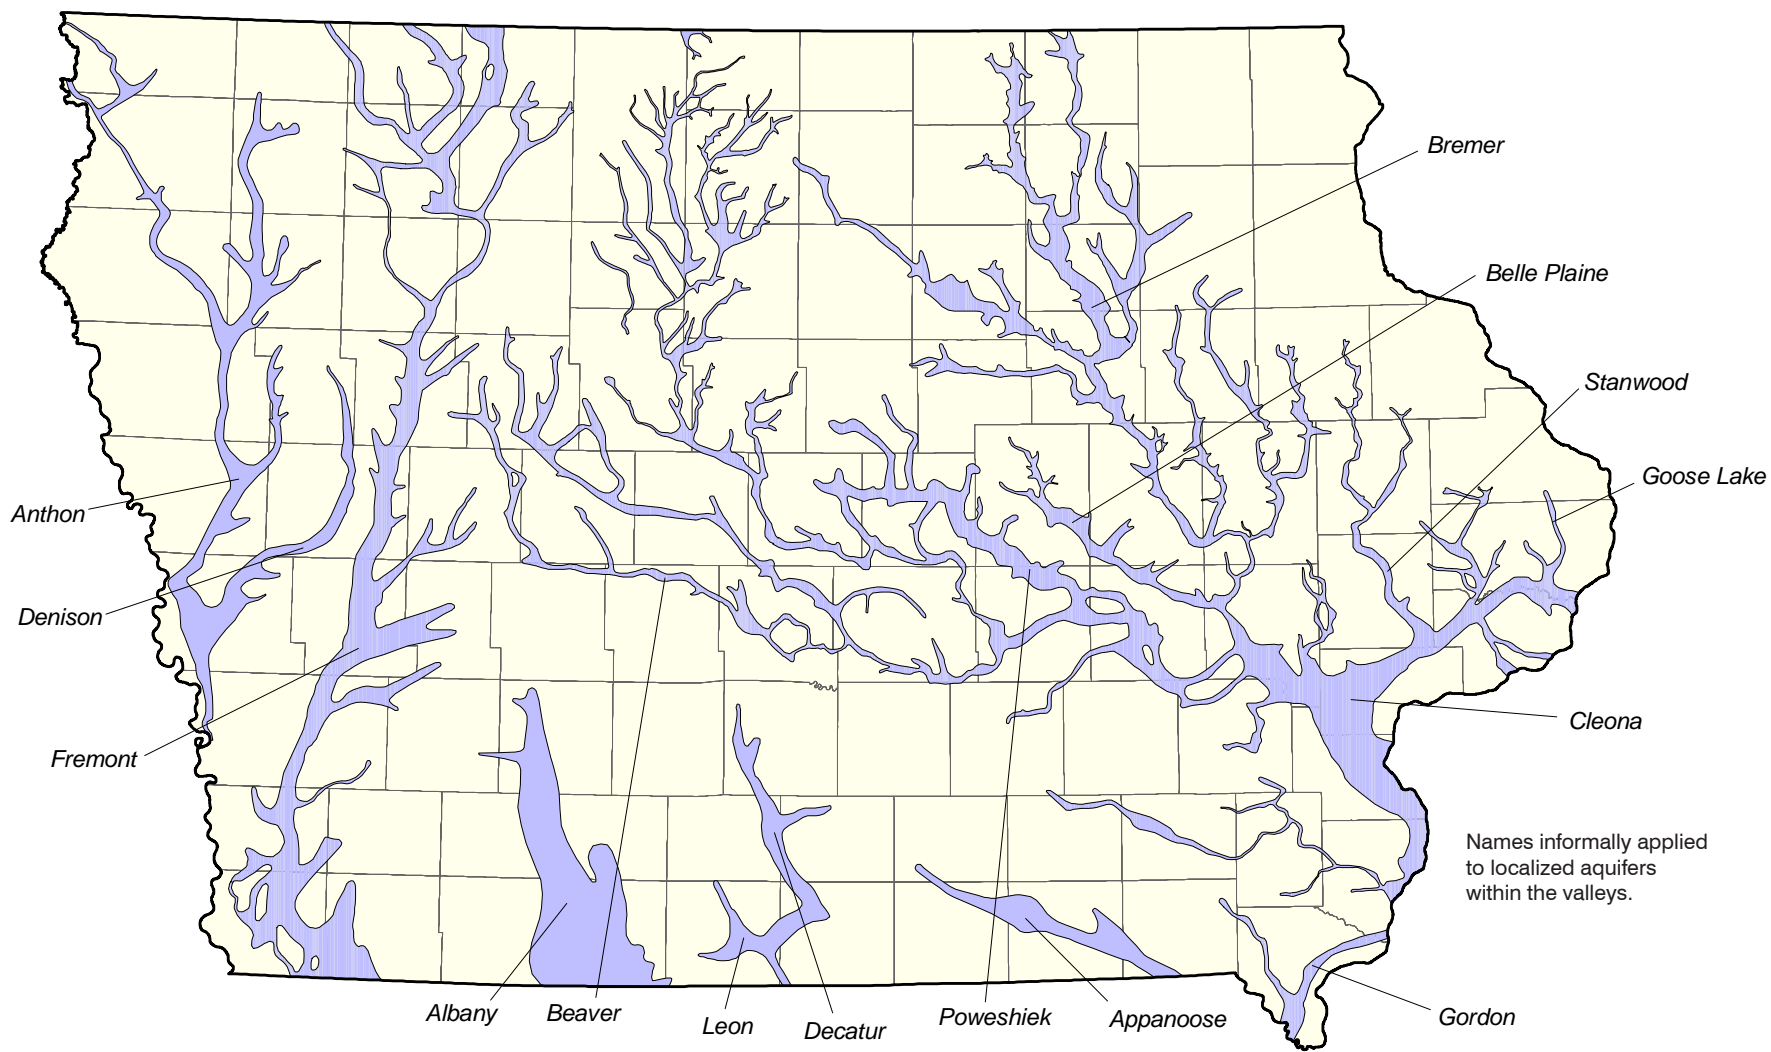 Bremer
Belle Plaine
Stanwood
Goose Lake
Anthon
Denison
Cleona
Fremont
Names informally applied
to localized aquifers
within the valleys.
Albany
Beaver
Leon
Decatur
Poweshiek
Appanoose
Gordon